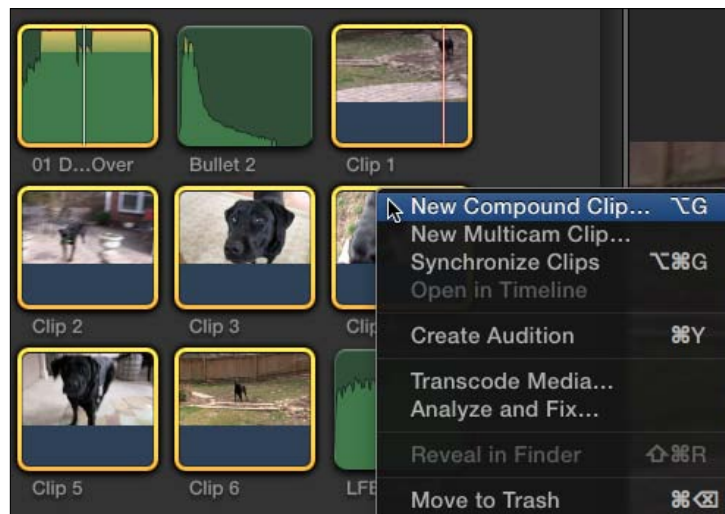 01 D...Over
Bullet 2
Clip 1
Clip 2
Clip 3
Clip
Clip 5
Clip 6
LFE
New Compound Clip... ⌥G
New Multicam Clip...
Synchronize Clips ⌥⌘G
Open in Timeline
Create Audition ⌘Y
Transcode Media...
Analyze and Fix...
Reveal in Finder ⇧⌘R
Move to Trash ⌘⌫